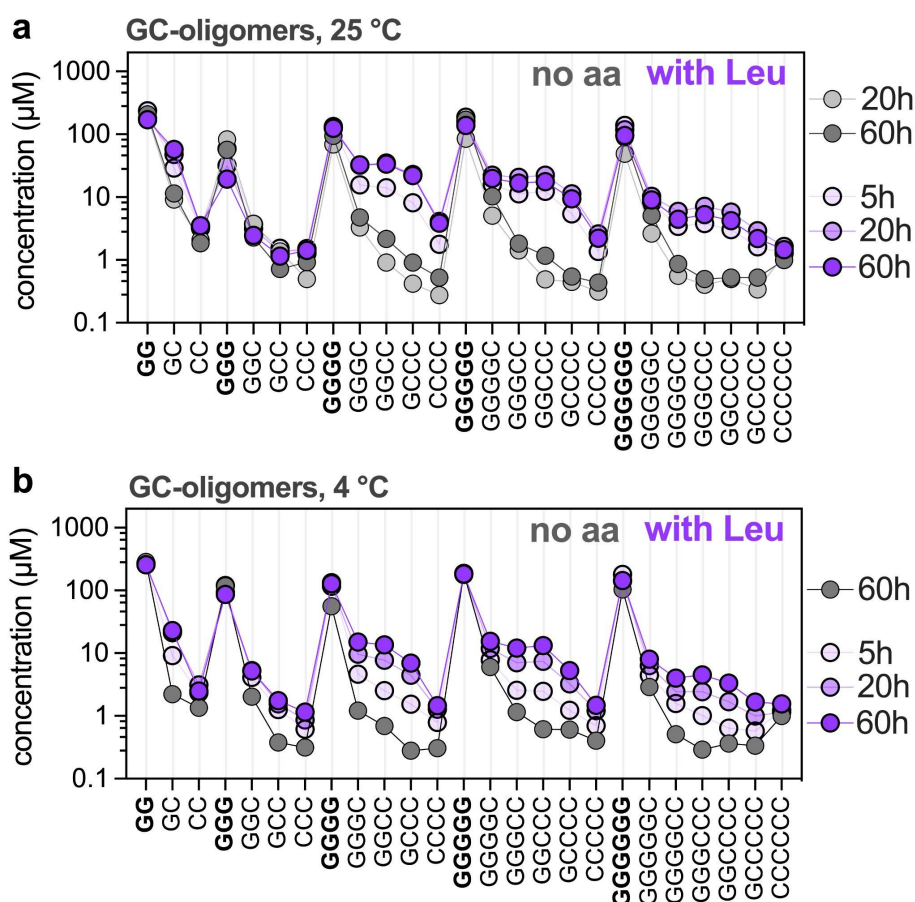 a
GC-oligomers, 25 °C
no aa with Leu
concentration (µM)
1000
100
10
1
0.1
20h
60h
5h
20h
60h
GG
GC
CC
GGG
GGC
GCC
CCC
GGGG
GGGC
GGCC
GCCC
CCCC
GGGGG
GGGGC
GGGCC
GGCCC
GCCCC
CCCCC
GGGGGG
GGGGGC
GGGGCC
GGGCCC
GGCCCC
GCCCCC
CCCCCC
b
GC-oligomers, 4 °C
no aa with Leu
concentration (µM)
1000
100
10
1
0.1
60h
5h
20h
60h
GG
GC
CC
GGG
GGC
GCC
CCC
GGGG
GGGC
GGCC
GCCC
CCCC
GGGGG
GGGGC
GGGCC
GGCCC
GCCCC
CCCCC
GGGGGG
GGGGGC
GGGGCC
GGGCCC
GGCCCC
GCCCCC
CCCCCC